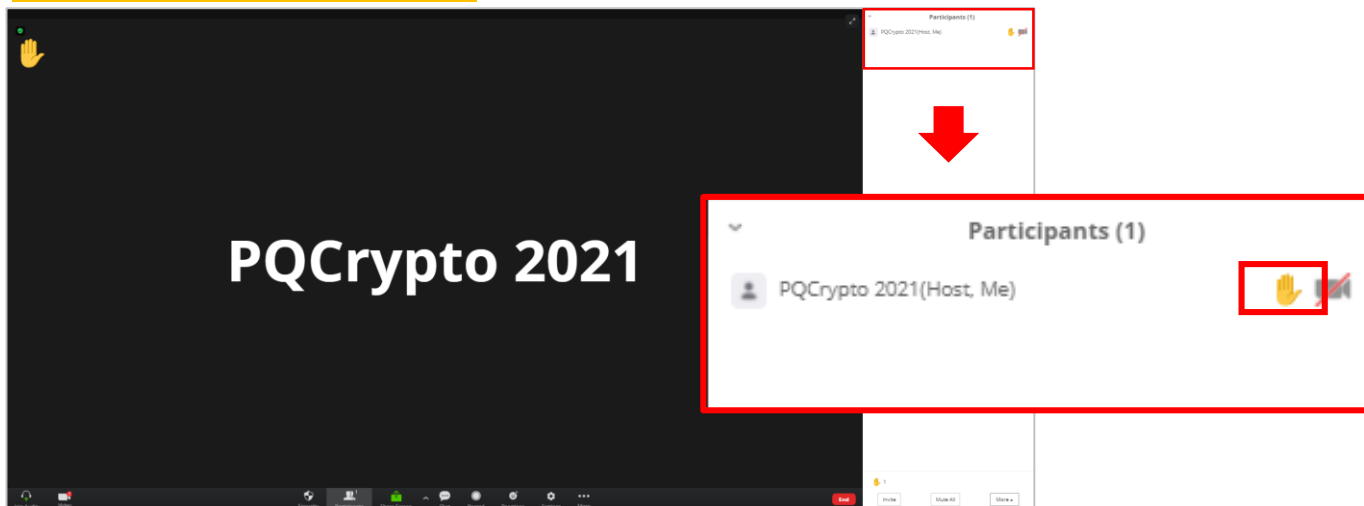 Participants (1)
PQCrypto 2021(Host, Me)
PQCrypto 2021
Participants (1)
PQCrypto 2021(Host, Me)
1
End
Invite
Mute All
More